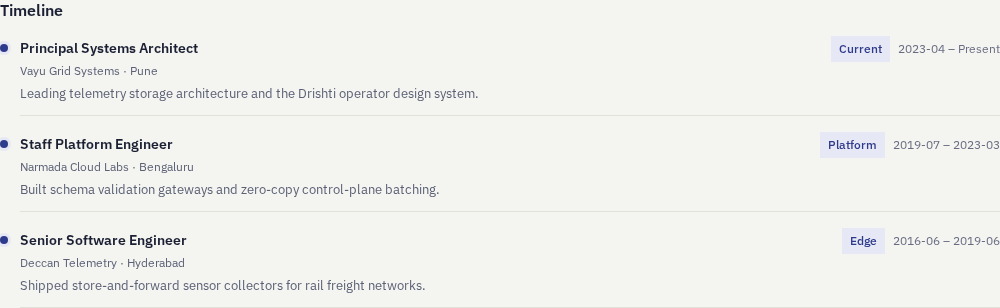 Timeline
Principal Systems Architect Current 2023-04 – Present
Vayu Grid Systems · Pune
Leading telemetry storage architecture and the Drishti operator design system.
Staff Platform Engineer Platform 2019-07 – 2023-03
Narmada Cloud Labs · Bengaluru
Built schema validation gateways and zero-copy control-plane batching.
Senior Software Engineer Edge 2016-06 – 2019-06
Deccan Telemetry · Hyderabad
Shipped store-and-forward sensor collectors for rail freight networks.